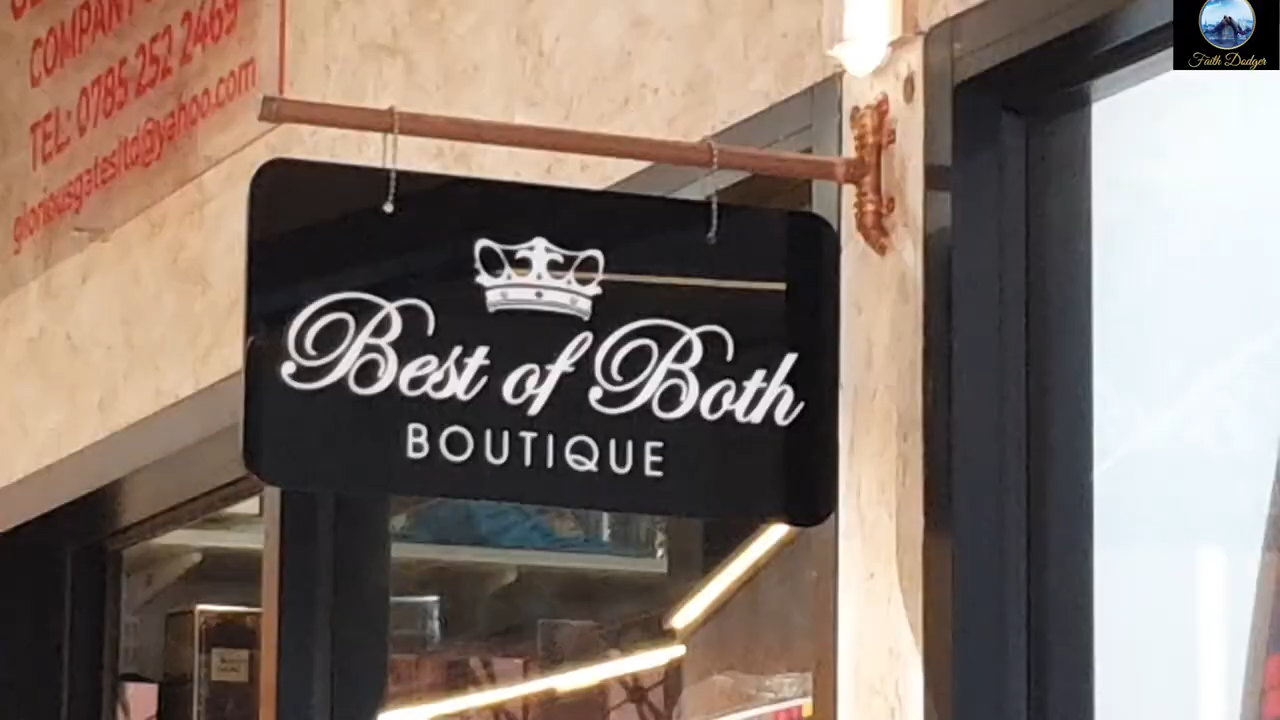 COMPANY
TEL: 0785 252 2469
gloriousgatesltd@yahoo.com
Best of Both
BOUTIQUE
Faith Dodger